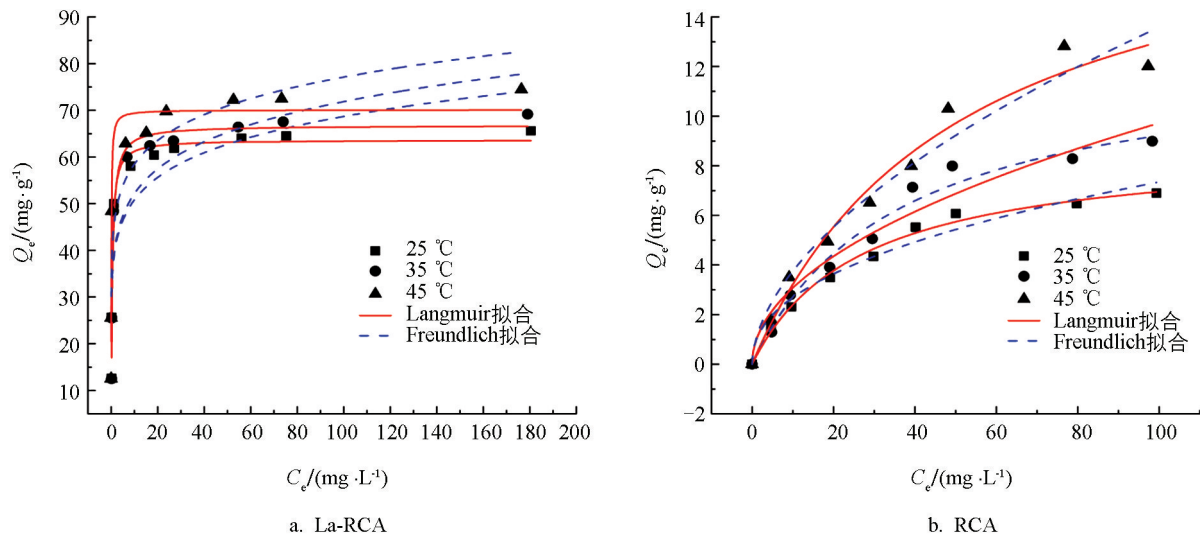 90
80
70
60
50
40
30
20
10
Qe/(mg·g-1)
25 ℃
35 ℃
45 ℃
Langmuir拟合
Freundlich拟合
0 20 40 60 80 100 120 140 160 180 200
Ce/(mg·L-1)
a. La-RCA
14
12
10
8
6
4
2
0
−2
Qe/(mg·g-1)
25 ℃
35 ℃
45 ℃
Langmuir拟合
Freundlich拟合
0 20 40 60 80 100
Ce/(mg·L-1)
b. RCA